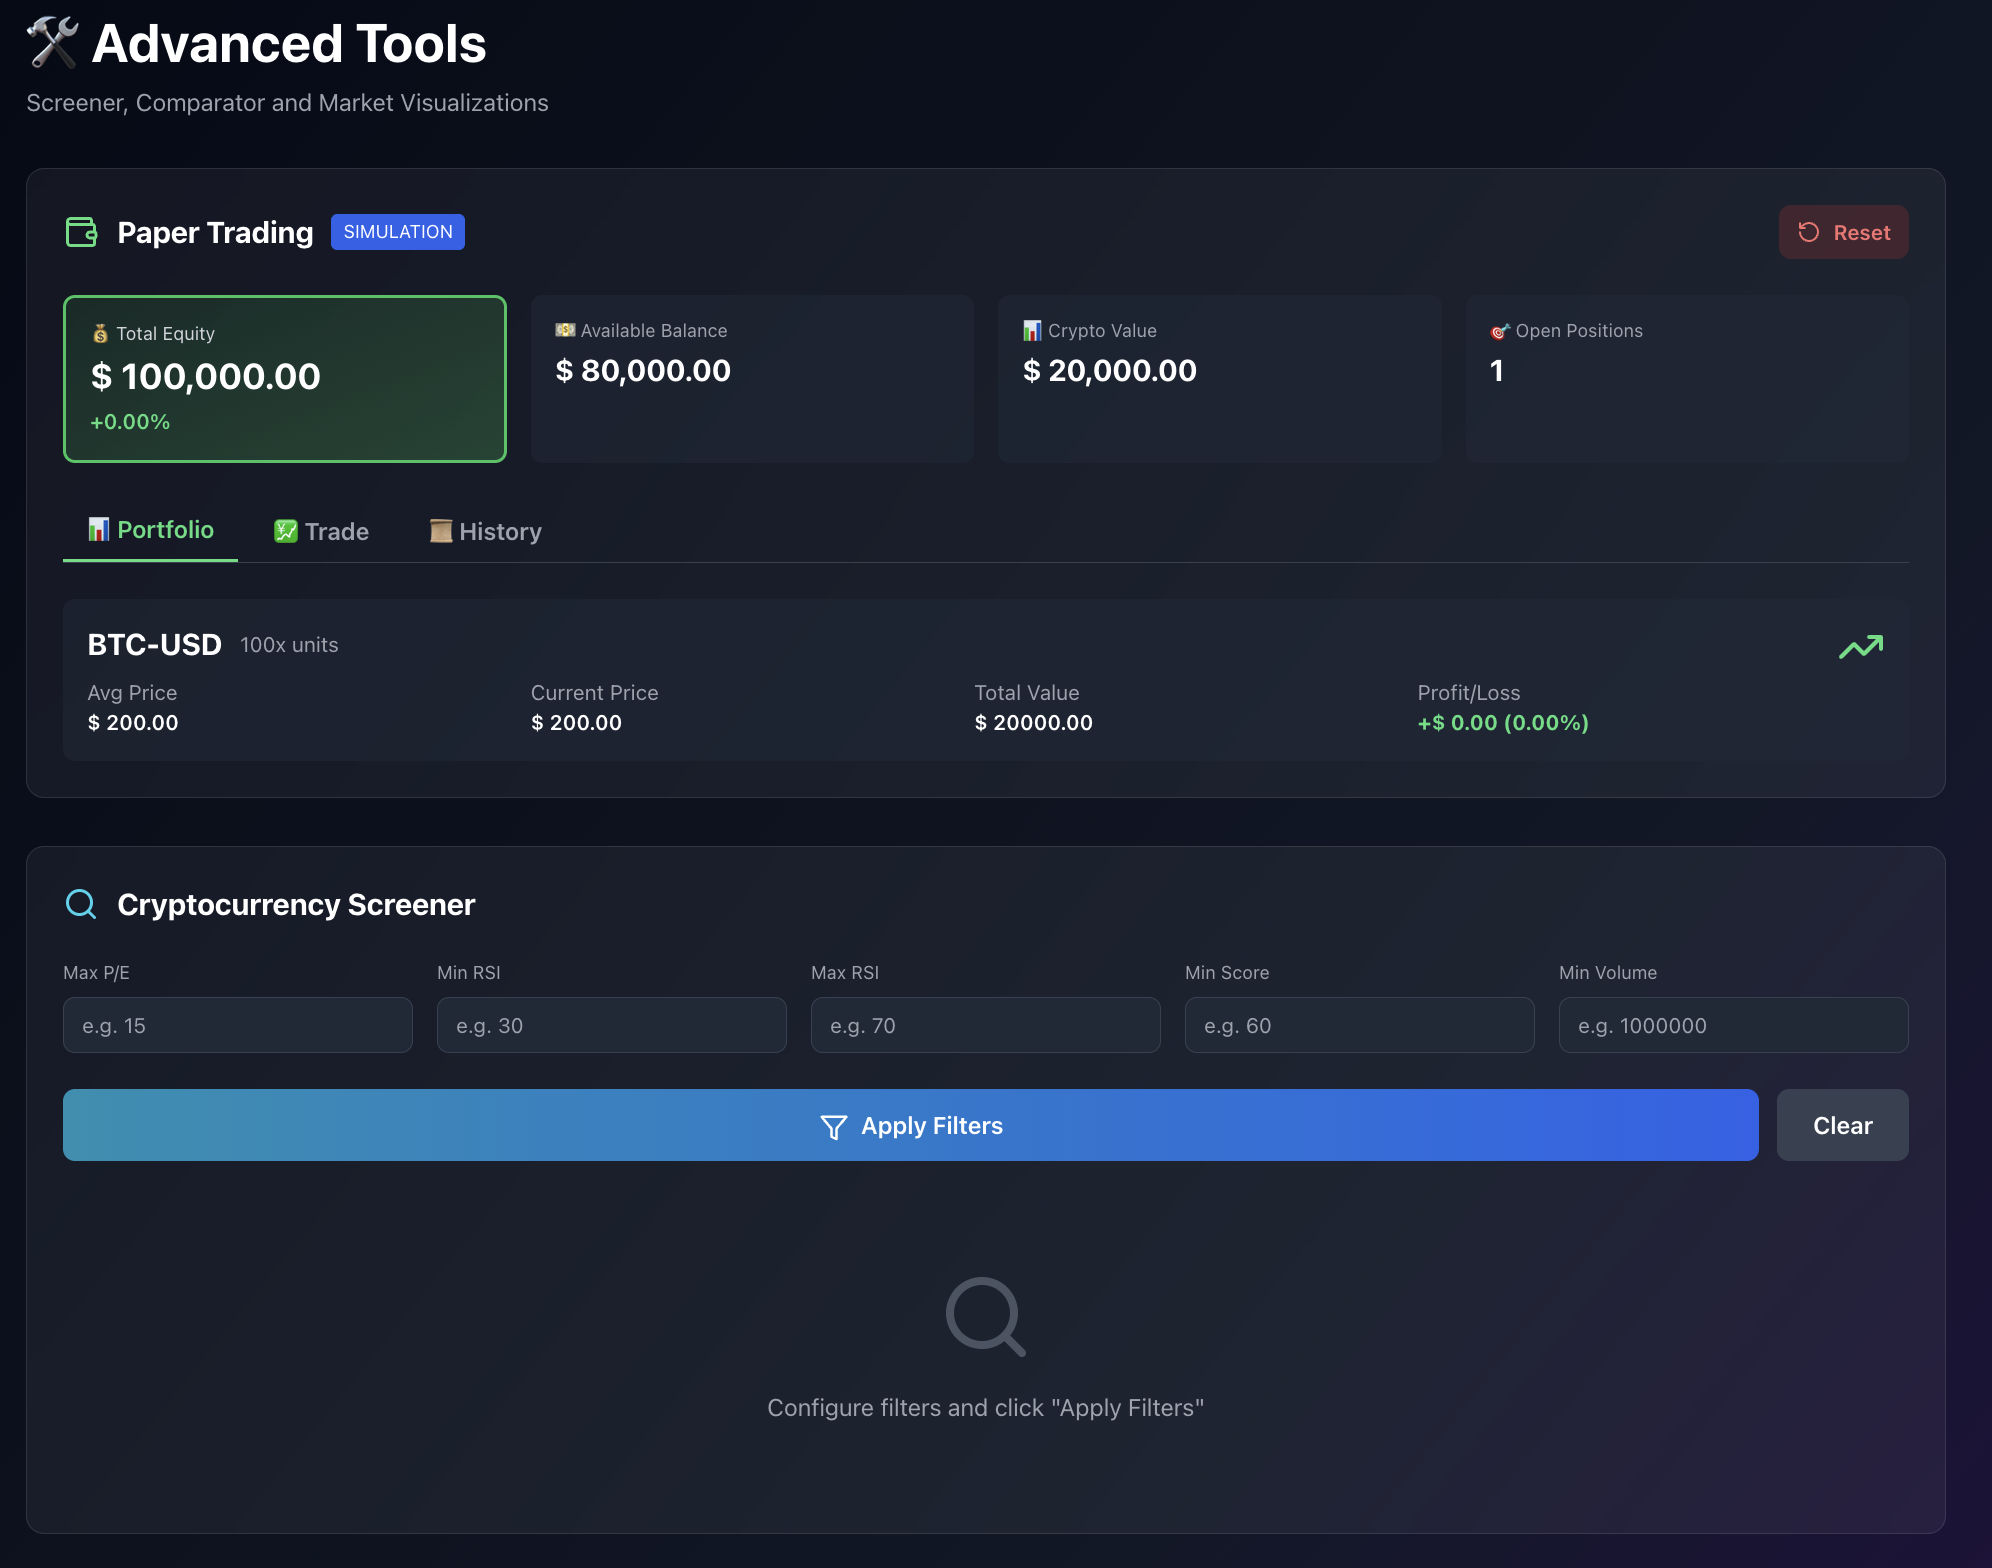 Advanced Tools
Screener, Comparator and Market Visualizations
Paper Trading
SIMULATION
Reset
Total Equity
$ 100,000.00
+0.00%
Available Balance
$ 80,000.00
Crypto Value
$ 20,000.00
Open Positions
1
Portfolio
Trade
History
BTC-USD 100x units
Avg Price
$ 200.00
Current Price
$ 200.00
Total Value
$ 20000.00
Profit/Loss
+$ 0.00 (0.00%)
Cryptocurrency Screener
Max P/E
e.g. 15
Min RSI
e.g. 30
Max RSI
e.g. 70
Min Score
e.g. 60
Min Volume
e.g. 1000000
Apply Filters
Clear
Configure filters and click "Apply Filters"